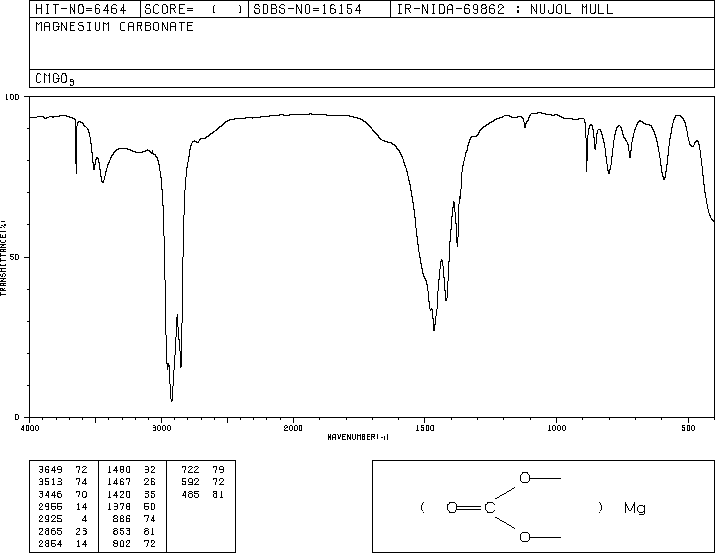 HIT-NO=6464 SCORE= ( ) SDBS-NO=16154 IR-NIDA-69862 : NUJOL MULL
MAGNESIUM CARBONATE
CMGO3
100
50
0
TRANSMITTANCE(%)
4000 3000 2000 1500 1000 500
WAVENUMBER(-1)
3649 72 1480 32 722 79
3513 74 1467 26 592 72
3446 70 1420 35 485 81
2956 14 1378 50
2925 4 886 74
2865 23 853 81
2854 14 802 72
O
( O C ) Mg
O